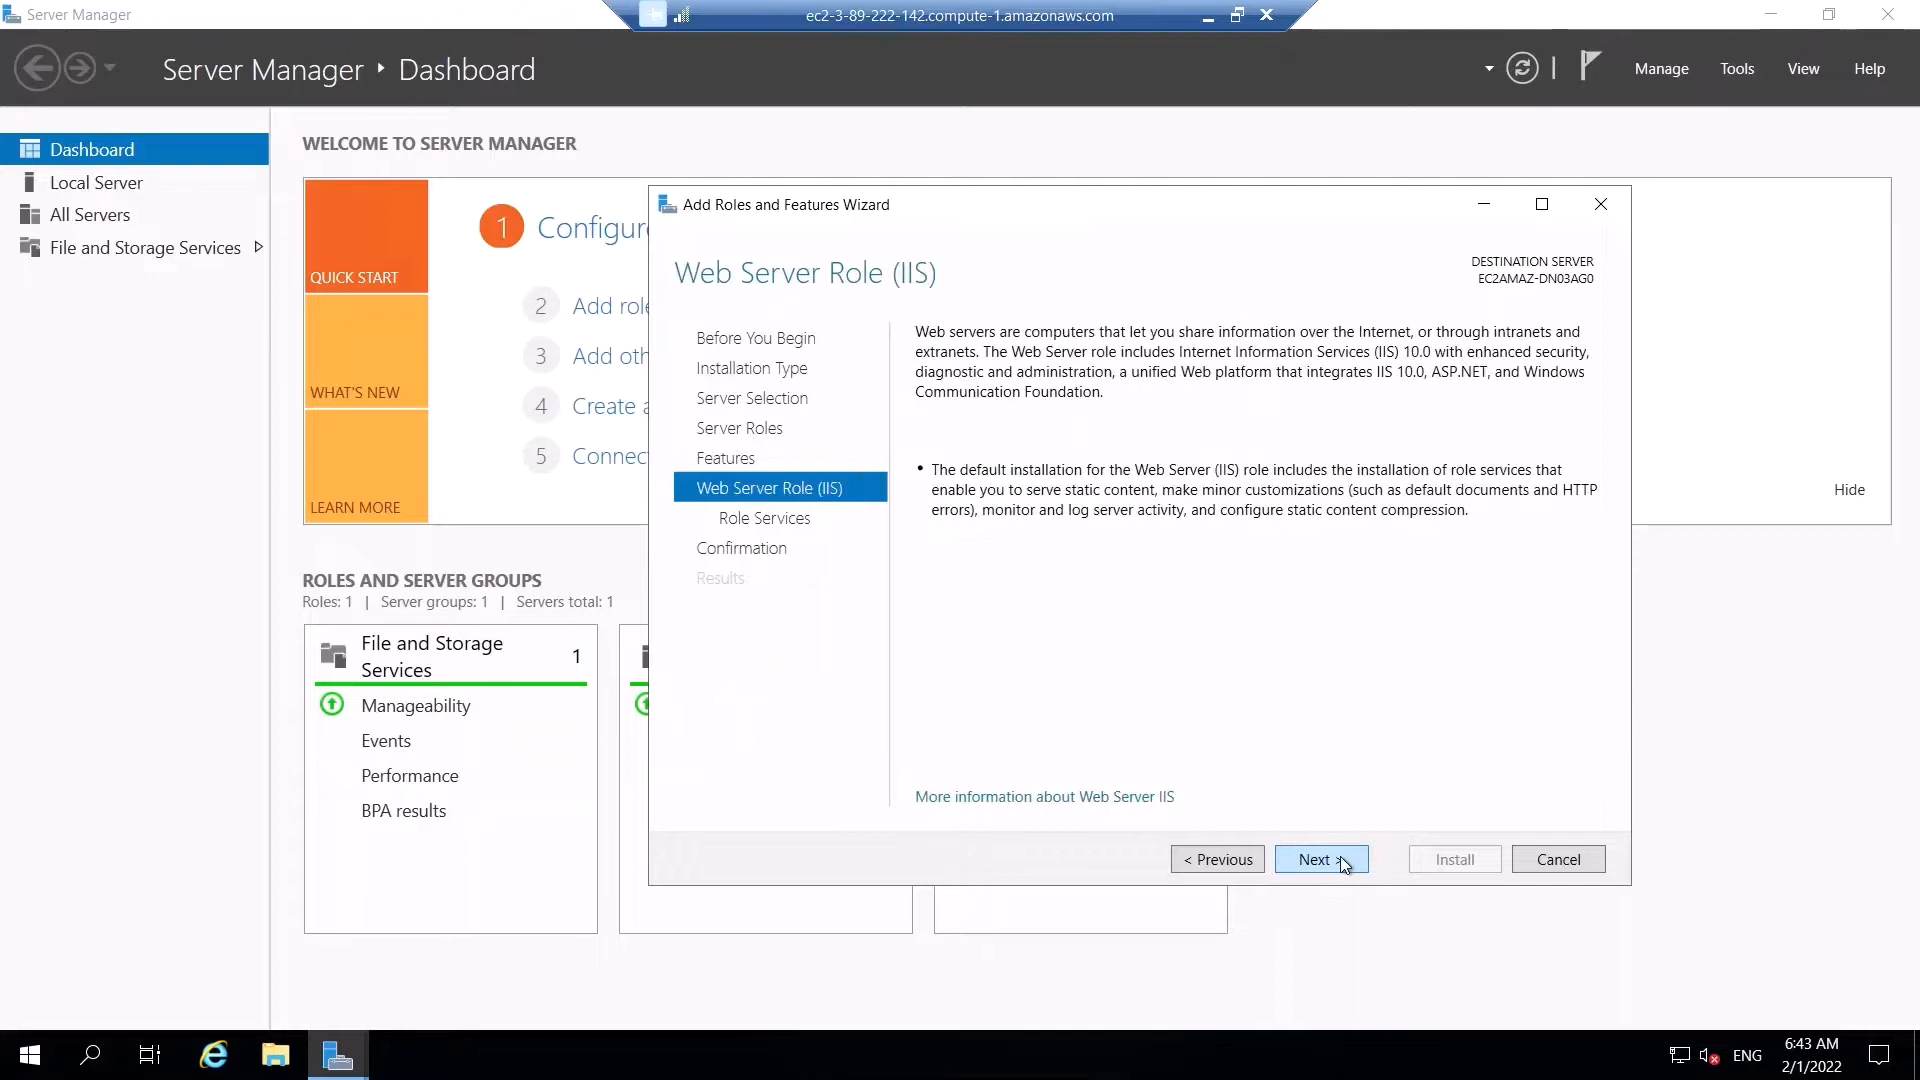 Server Manager
ec2-3-89-222-142.compute-1.amazonaws.com
Server Manager ‣ Dashboard
Manage
Tools
View
Help
Dashboard
Local Server
All Servers
File and Storage Services
WELCOME TO SERVER MANAGER
QUICK START
WHAT'S NEW
LEARN MORE
1
2 Add
3 Add
4 Create
5
Hide
ROLES AND SERVER GROUPS
Roles: 1 | Server groups: 1 | Servers total: 1
File and Storage
Services
1
Manageability
Events
Performance
BPA results
Add Roles and Features Wizard
Web Server Role (IIS)
DESTINATION SERVER
EC2AMAZ-DN03AG0
Before You Begin
Installation Type
Server Selection
Server Roles
Features
Web Server Role (IIS)
Role Services
Confirmation
Results
Web servers are computers that let you share information over the Internet, or through intranets and
extranets. The Web Server role includes Internet Information Services (IIS) 10.0 with enhanced security,
diagnostic and administration, a unified Web platform that integrates IIS 10.0, ASP.NET, and Windows
Communication Foundation.
• The default installation for the Web Server (IIS) role includes the installation of role services that
enable you to serve static content, make minor customizations (such as default documents and HTTP
errors), monitor and log server activity, and configure static content compression.
More information about Web Server IIS
< Previous
Next >
Install
Cancel
ENG
6:43 AM
2/1/2022